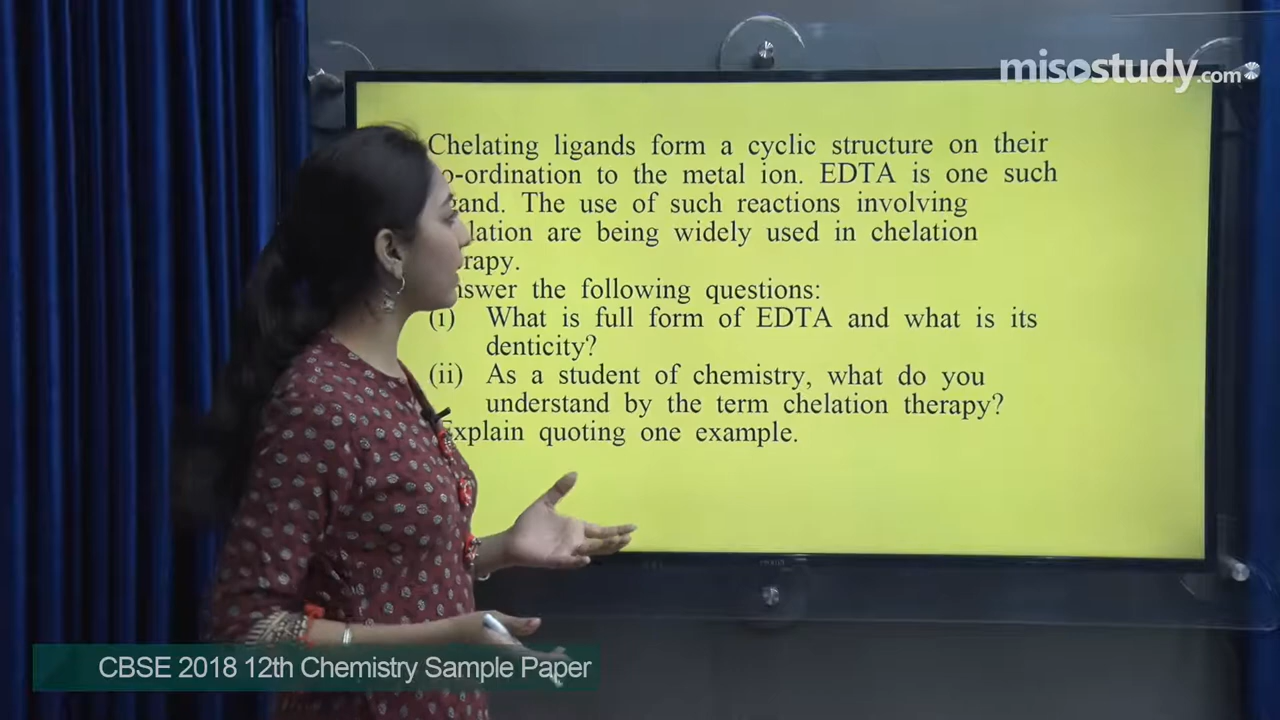 misostudy.com
Chelating ligands form a cyclic structure on their
o-ordination to the metal ion. EDTA is one such
gand. The use of such reactions involving
lation are being widely used in chelation
rapy.
nswer the following questions:
(i) What is full form of EDTA and what is its
denticity?
(ii) As a student of chemistry, what do you
understand by the term chelation therapy?
Explain quoting one example.
CBSE 2018 12th Chemistry Sample Paper